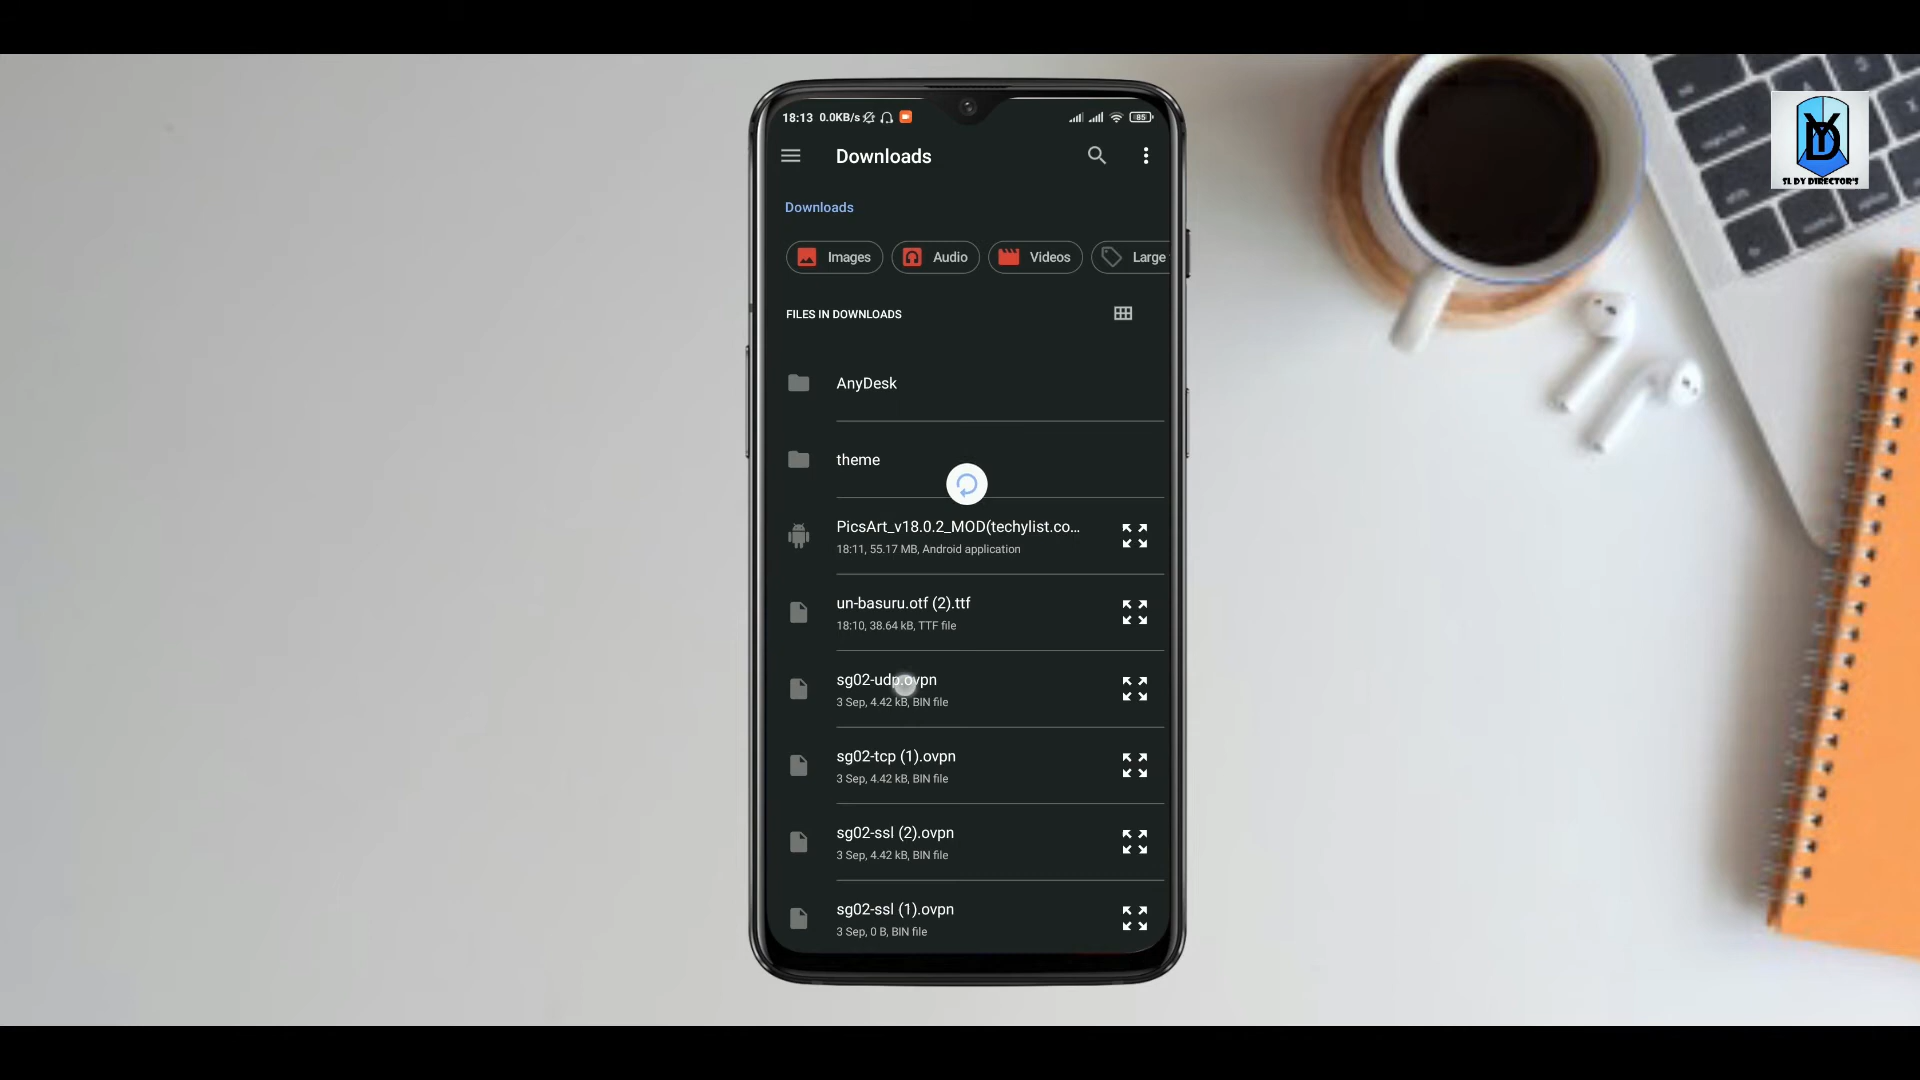 18:13 0.0KB/s 85
Downloads
Downloads
Images Audio Videos Large
FILES IN DOWNLOADS
AnyDesk
theme
PicsArt_v18.0.2_MOD(techylist.co...
18:11, 55.17 MB, Android application
un-basuru.otf (2).ttf
18:10, 38.64 kB, TTF file
sg02-udp.ovpn
3 Sep, 4.42 kB, BIN file
sg02-tcp (1).ovpn
3 Sep, 4.42 kB, BIN file
sg02-ssl (2).ovpn
3 Sep, 4.42 kB, BIN file
sg02-ssl (1).ovpn
3 Sep, 0 B, BIN file
YD
SL DY DIRECTOR'S